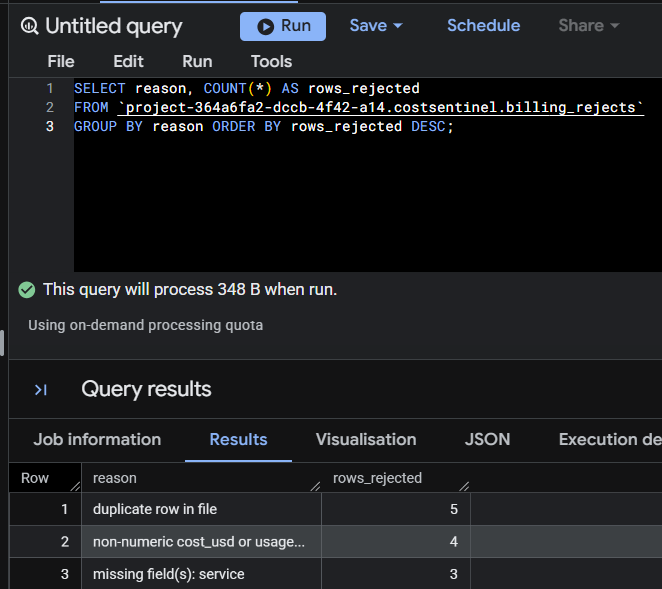 Untitled query
Run
Save
Schedule
Share
File Edit Run Tools
1 SELECT reason, COUNT(*) AS rows_rejected
2 FROM `project-364a6fa2-dccb-4f42-a14.costsentinel.billing_rejects`
3 GROUP BY reason ORDER BY rows_rejected DESC;
This query will process 348 B when run.
Using on-demand processing quota
Query results
Job information Results Visualisation JSON Execution de
Row reason rows_rejected
1 duplicate row in file 5
2 non-numeric cost_usd or usage... 4
3 missing field(s): service 3